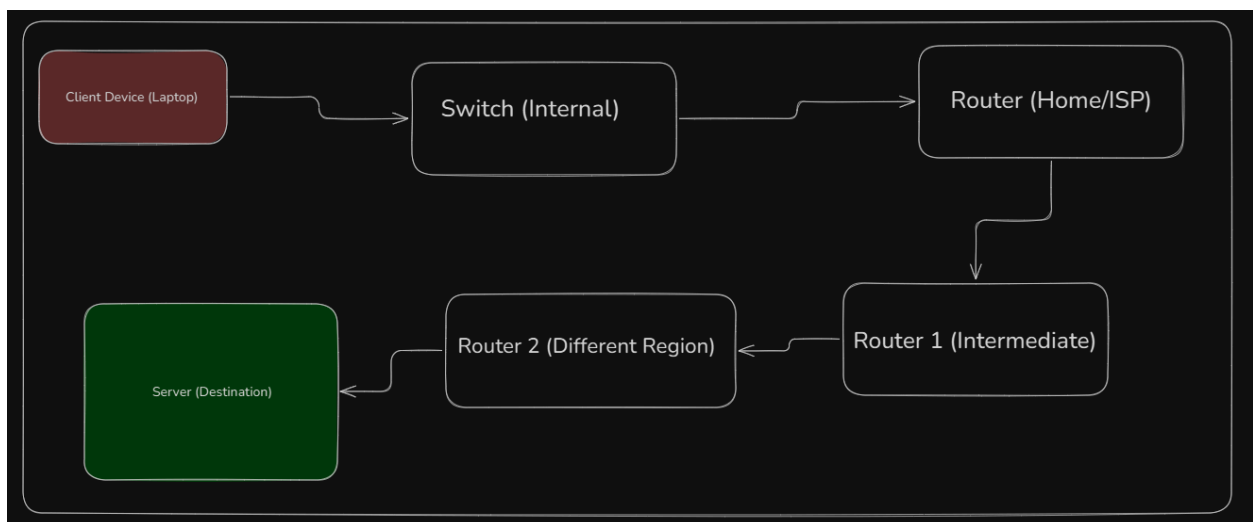 Client Device (Laptop)
Switch (Internal)
Router (Home/ISP)
Router 1 (Intermediate)
Router 2 (Different Region)
Server (Destination)